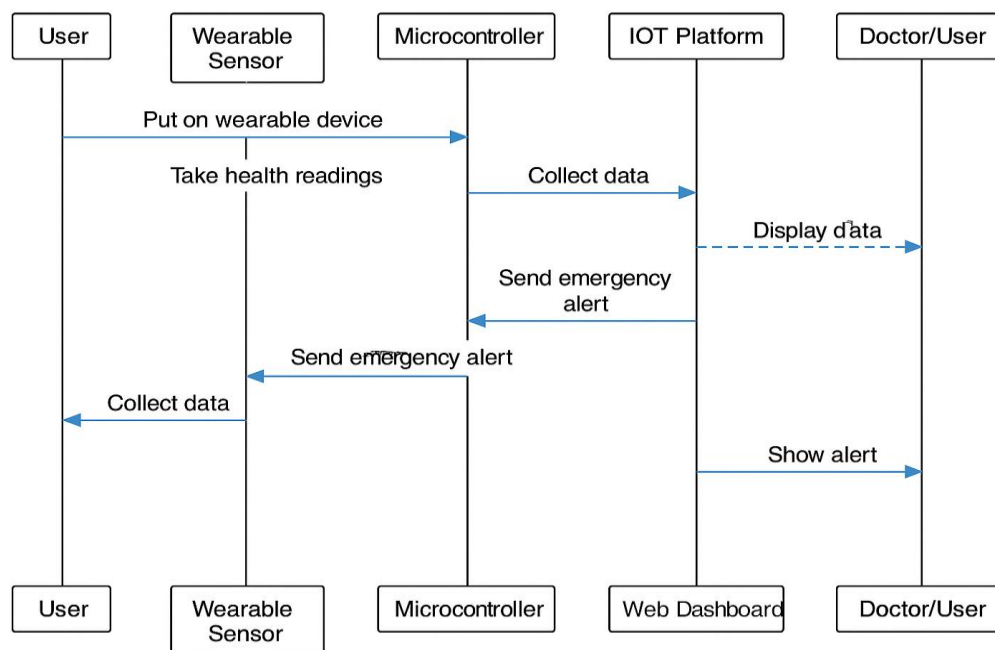 User
Wearable
Sensor
Microcontroller
IOT Platform
Doctor/User
Put on wearable device
Take health readings
Collect data
Display data
Send emergency
alert
Send emergency alert
Collect data
Show alert
User
Wearable
Sensor
Microcontroller
Web Dashboard
Doctor/User